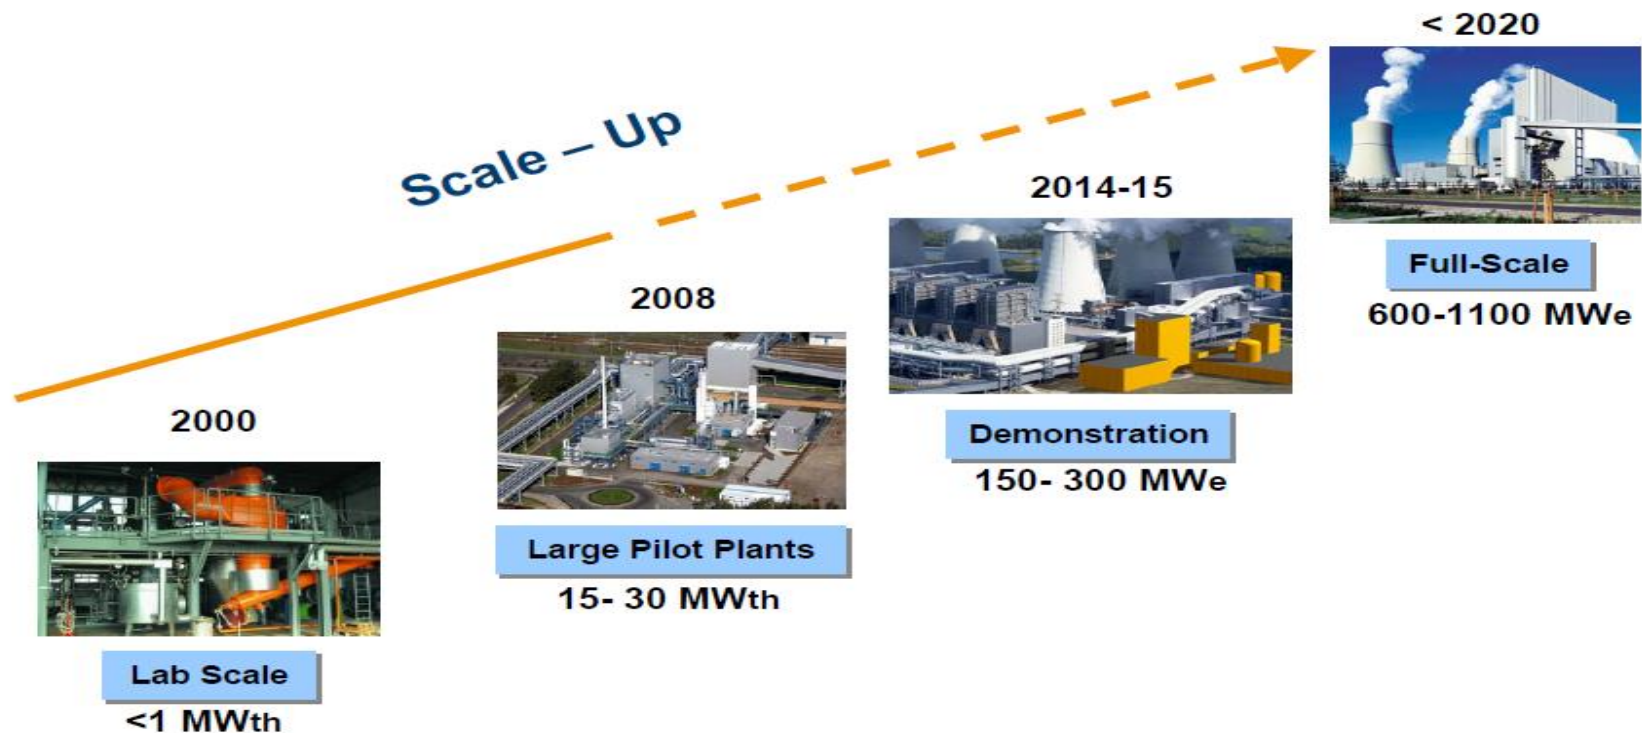 < 2020
Scale – Up
2014-15
Full-Scale
600-1100 MWe
2008
Demonstration
150- 300 MWe
2000
Large Pilot Plants
15- 30 MWth
Lab Scale
<1 MWth